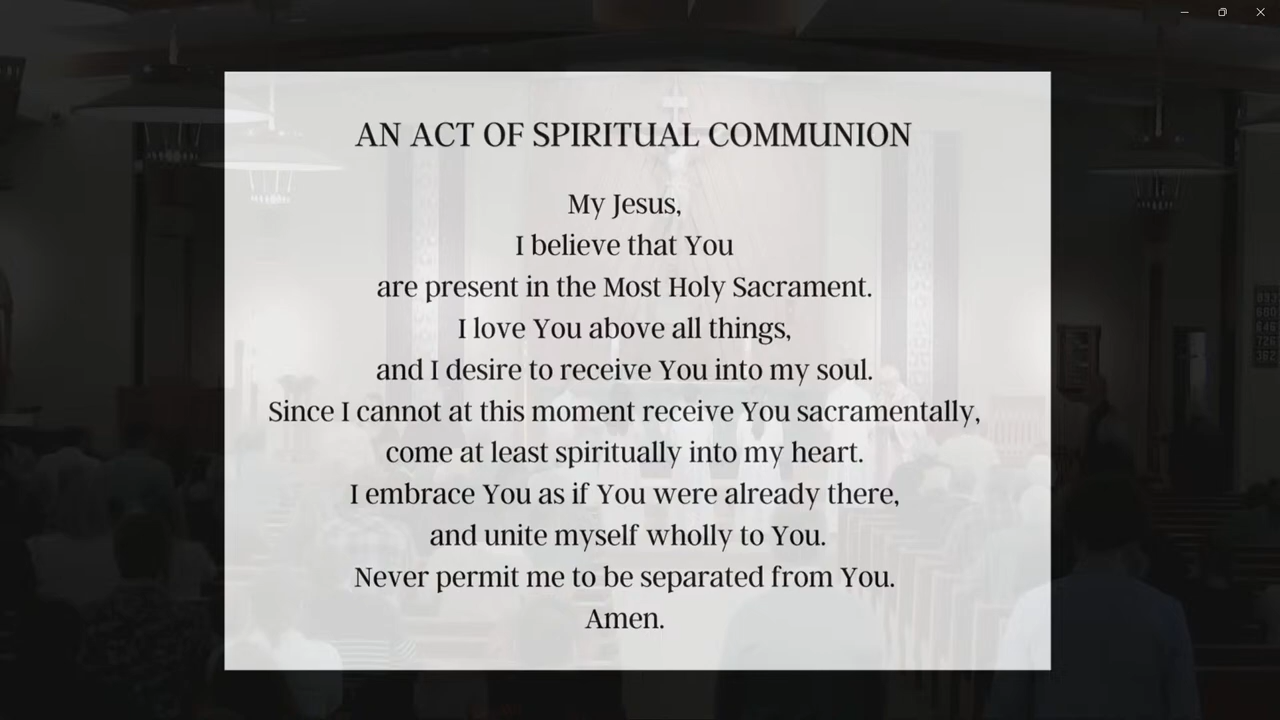 AN ACT OF SPIRITUAL COMMUNION
My Jesus,
I believe that You
are present in the Most Holy Sacrament.
I love You above all things,
and I desire to receive You into my soul.
Since I cannot at this moment receive You sacramentally,
come at least spiritually into my heart.
I embrace You as if You were already there,
and unite myself wholly to You.
Never permit me to be separated from You.
Amen.